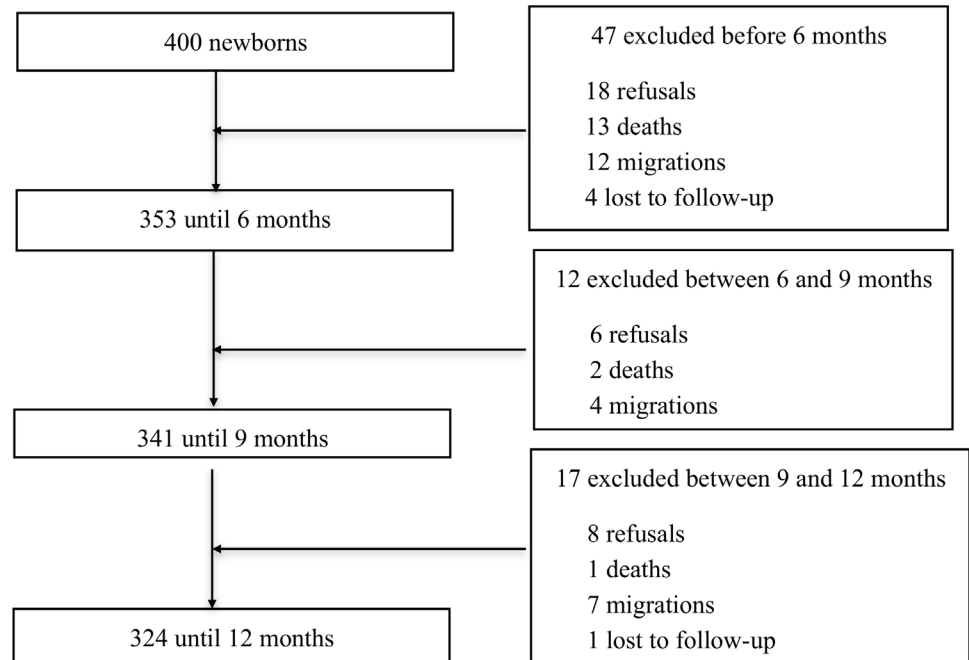 400 newborns
47 excluded before 6 months
18 refusals
13 deaths
12 migrations
4 lost to follow-up
353 until 6 months
12 excluded between 6 and 9 months
6 refusals
2 deaths
4 migrations
341 until 9 months
17 excluded between 9 and 12 months
8 refusals
1 deaths
7 migrations
1 lost to follow-up
324 until 12 months